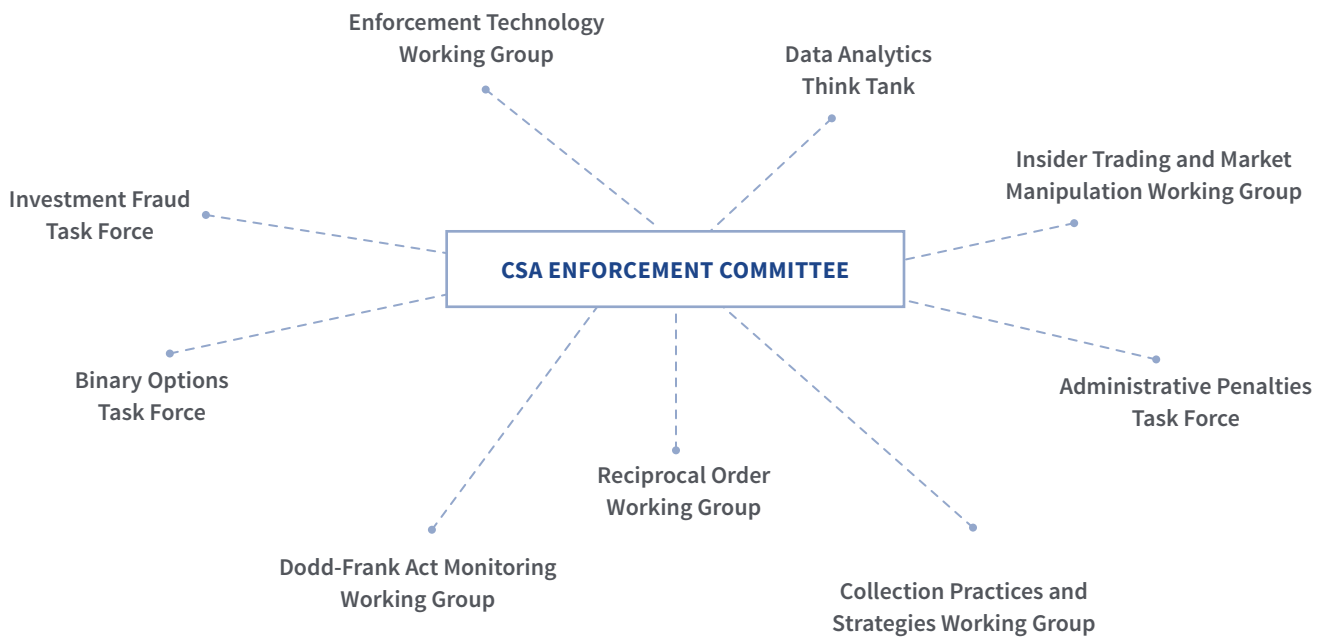 Enforcement Technology
Working Group
Data Analytics
Think Tank
Insider Trading and Market
Manipulation Working Group
Investment Fraud
Task Force
CSA ENFORCEMENT COMMITTEE
Binary Options
Task Force
Administrative Penalties
Task Force
Reciprocal Order
Working Group
Dodd-Frank Act Monitoring
Working Group
Collection Practices and
Strategies Working Group